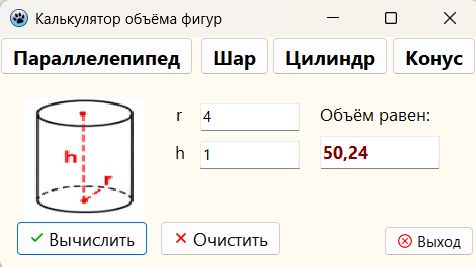 Калькулятор объёма фигур
Параллелепипед Шар Цилиндр Конус
r 4 Объём равен:
h 1 50,24
h
r
Вычислить Очистить Выход